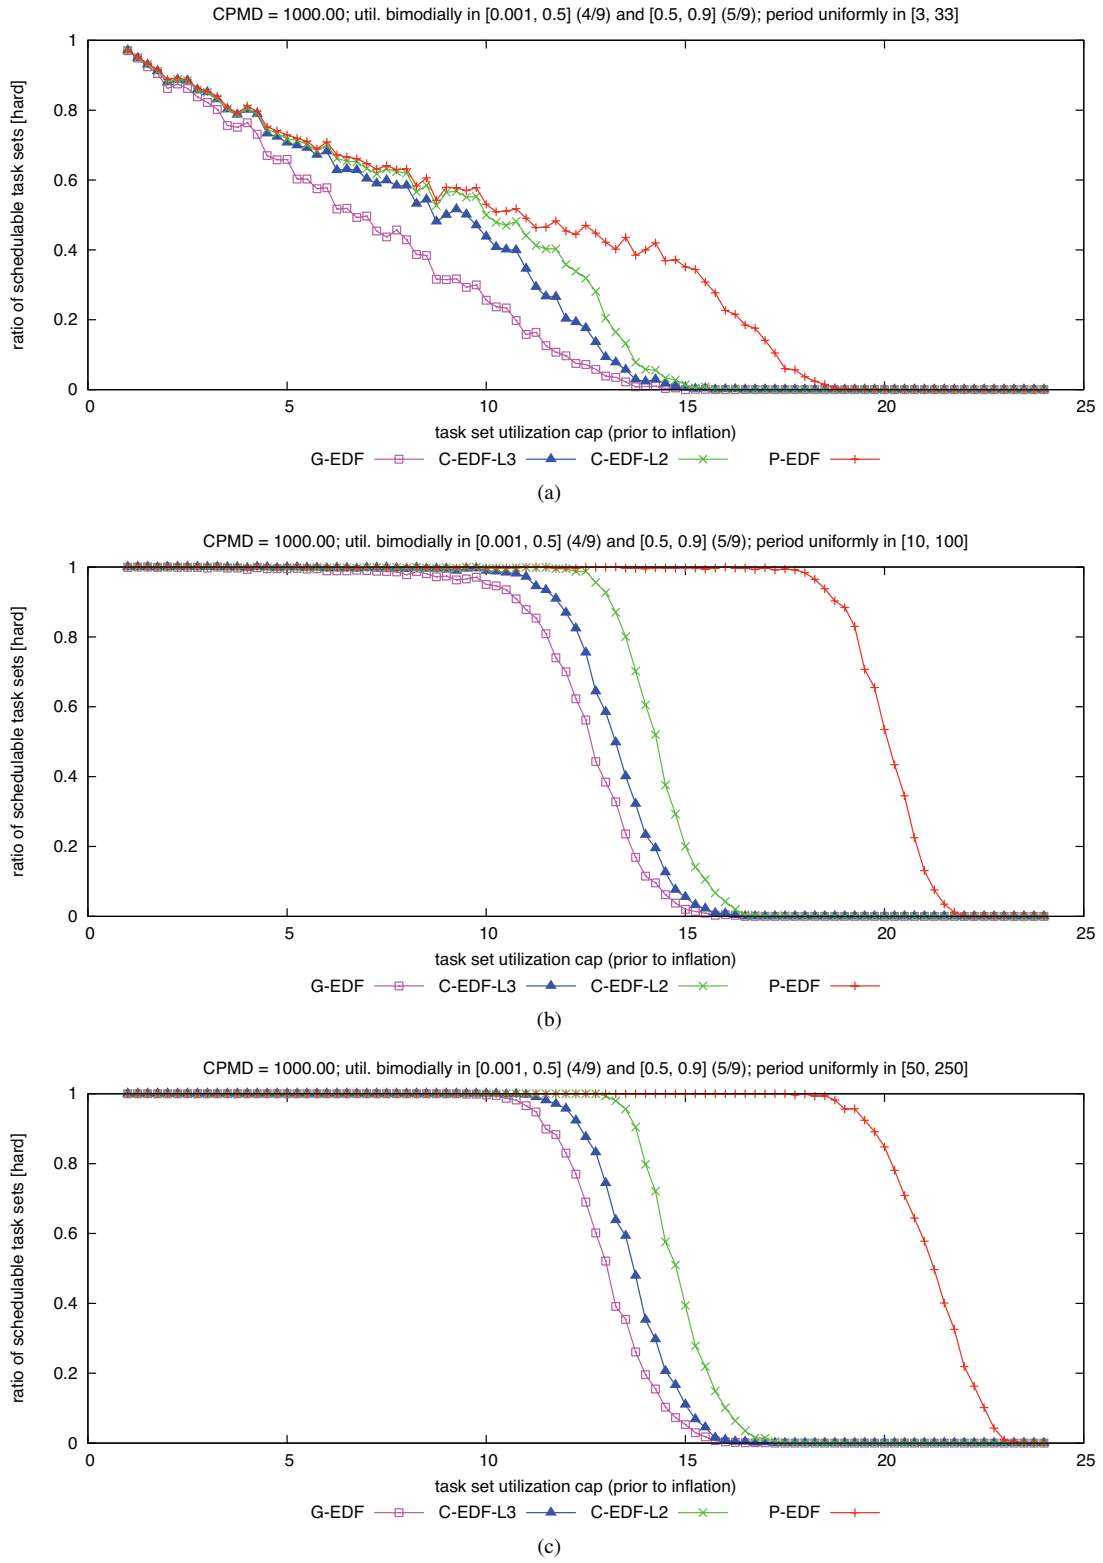 CPMD = 1000.00; util. bimodially in [0.001, 0.5] (4/9) and [0.5, 0.9] (5/9); period uniformly in [3, 33]
ratio of schedulable task sets [hard]
1
0.8
0.6
0.4
0.2
0
0 5 10 15 20 25
task set utilization cap (prior to inflation)
G-EDF C-EDF-L3 C-EDF-L2 P-EDF
(a)
CPMD = 1000.00; util. bimodially in [0.001, 0.5] (4/9) and [0.5, 0.9] (5/9); period uniformly in [10, 100]
ratio of schedulable task sets [hard]
1
0.8
0.6
0.4
0.2
0
0 5 10 15 20 25
task set utilization cap (prior to inflation)
G-EDF C-EDF-L3 C-EDF-L2 P-EDF
(b)
CPMD = 1000.00; util. bimodially in [0.001, 0.5] (4/9) and [0.5, 0.9] (5/9); period uniformly in [50, 250]
ratio of schedulable task sets [hard]
1
0.8
0.6
0.4
0.2
0
0 5 10 15 20 25
task set utilization cap (prior to inflation)
G-EDF C-EDF-L3 C-EDF-L2 P-EDF
(c)